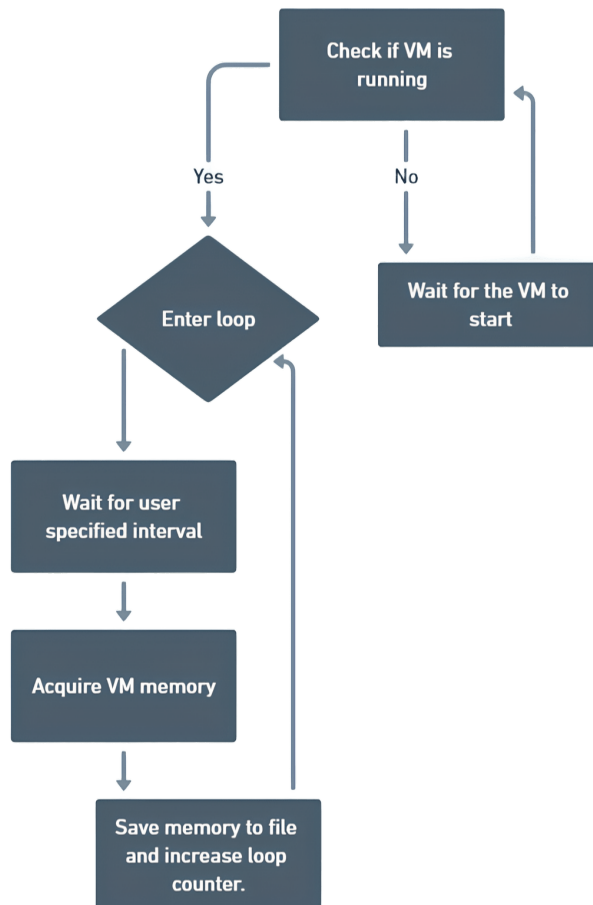 Check if VM is
running
Yes
No
Enter loop
Wait for the VM to
start
Wait for user
specified interval
Acquire VM memory
Save memory to file
and increase loop
counter.